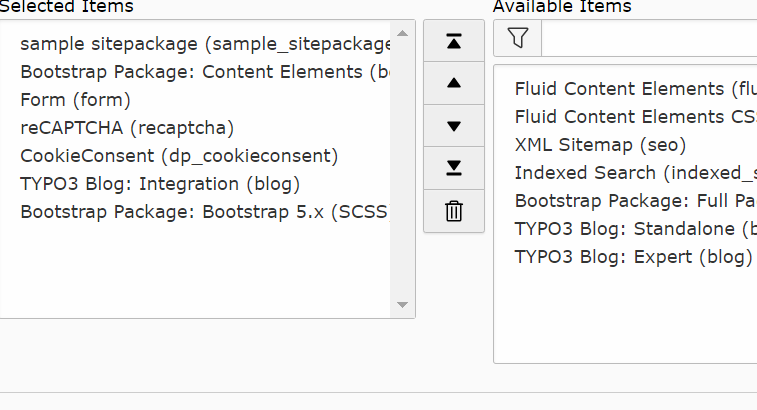 Selected Items
sample sitepackage (sample_sitepackage
Bootstrap Package: Content Elements (b
Form (form)
reCAPTCHA (recaptcha)
CookieConsent (dp_cookieconsent)
TYPO3 Blog: Integration (blog)
Bootstrap Package: Bootstrap 5.x (SCSS
Available Items
Fluid Content Elements (flu
Fluid Content Elements CS
XML Sitemap (seo)
Indexed Search (indexed_s
Bootstrap Package: Full Pa
TYPO3 Blog: Standalone (b
TYPO3 Blog: Expert (blog)